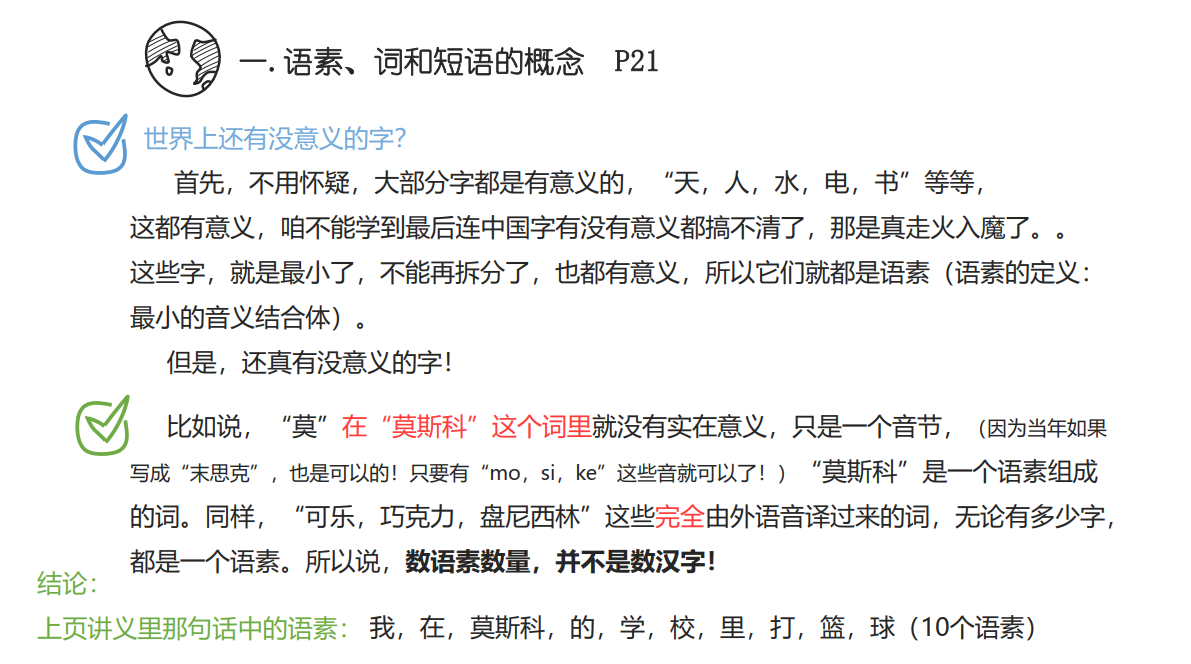 一. 语素、词和短语的概念 P21
世界上还有没意义的字？
首先，不用怀疑，大部分字都是有意义的，“天，人，水，电，书”等等，
这都有意义，咱不能学到最后连中国字有没有意义都搞不清了，那是真走火入魔了。。
这些字，就是最小了，不能再拆分了，也都有意义，所以它们就都是语素（语素的定义：
最小的音义结合体）。
但是，还真有没意义的字！
比如说，“莫”在“莫斯科”这个词里就没有实在意义，只是一个音节，（因为当年如果
写成“末思克”，也是可以的！只要有“mo，si，ke”这些音就可以了！）“莫斯科”是一个语素组成
的词。同样，“可乐，巧克力，盘尼西林”这些完全由外语音译过来的词，无论有多少字，
都是一个语素。所以说，数语素数量，并不是数汉字！
结论：
上页讲义里那句话中的语素： 我，在，莫斯科，的，学，校，里，打，篮，球（10个语素）